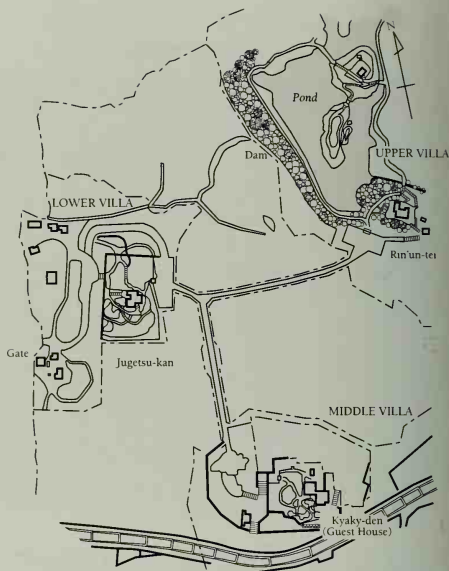 N
Pond
UPPER VILLA
Dam
LOWER VILLA
Rin'un-tei
Gate
Jugetsu-kan
MIDDLE VILLA
Kyaky-den
(Guest House)